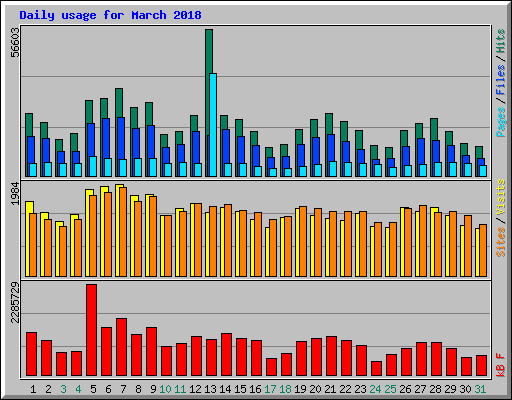 Daily usage for March 2018
56603
Pages / Files / Hits
1984
Sites / Visits
2285729
kB F
1 2 3 4 5 6 7 8 9 10 11 12 13 14 15 16 17 18 19 20 21 22 23 24 25 26 27 28 29 30 31